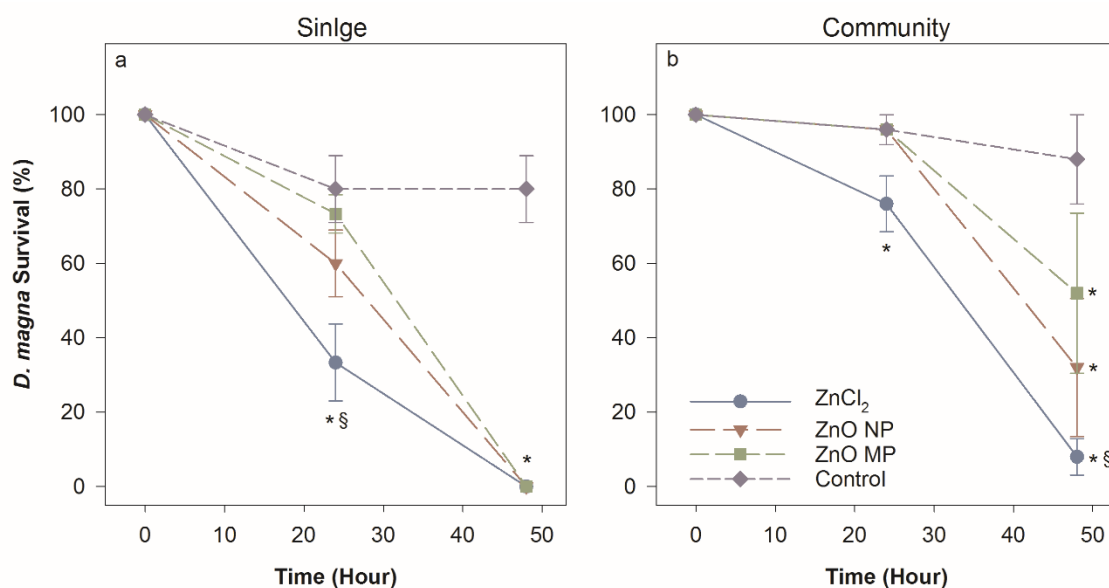 SinIge
Community
a
b
100
80
60
40
20
0
D. magna Survival (%)
* §
*
0
10
20
30
40
50
Time (Hour)
100
80
60
40
20
0
*
*
*
* §
ZnCl₂
ZnO NP
ZnO MP
Control
0
10
20
30
40
50
Time (Hour)